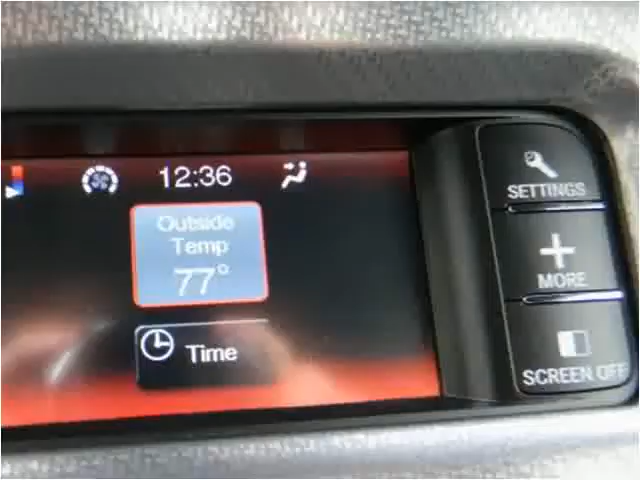 12:36
Outside
Temp
77°
Time
SETTINGS
MORE
SCREEN OFF